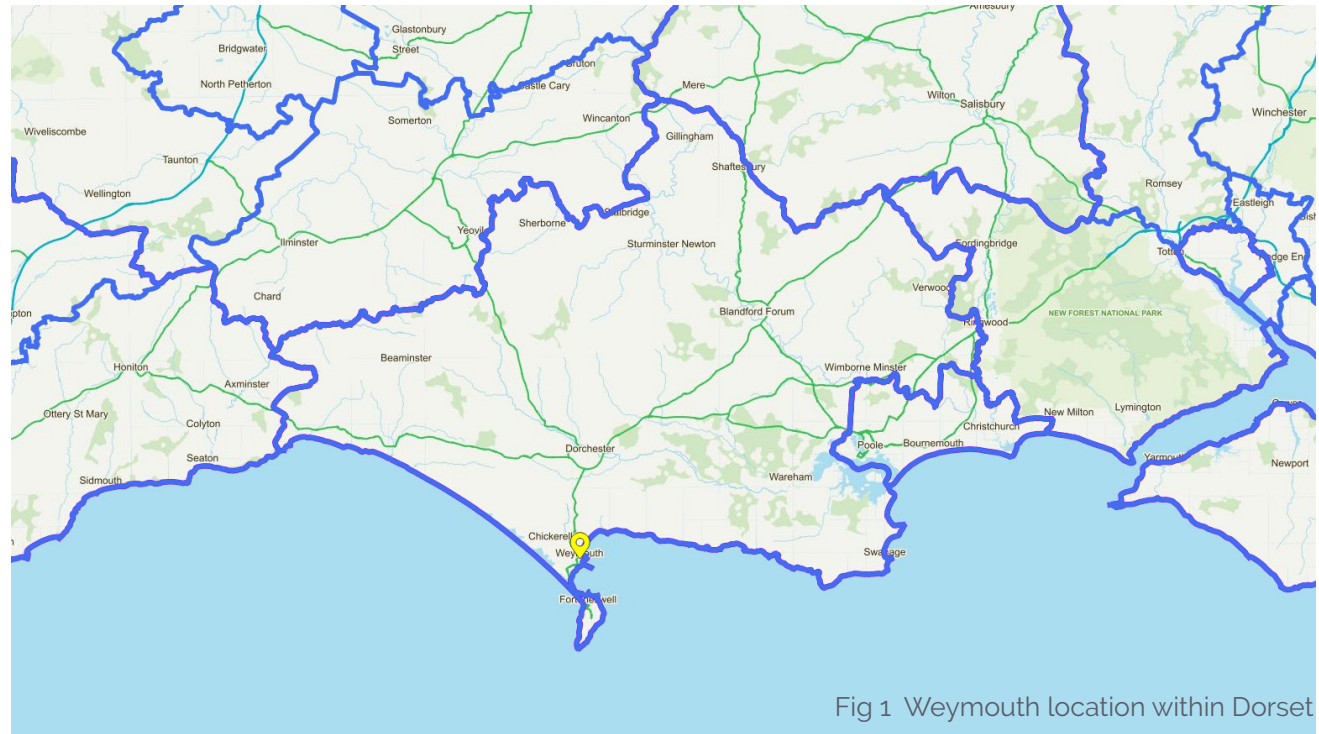 Glastonbury
Street
Bridgwater
North Petherton
Castle Cary
Mere
Wilton
Salisbury
Winchester
Somerton
Wincanton
Gillingham
Wiveliscombe
Taunton
Shaftesbury
Romsey
Wellington
Eastleigh
Sherborne
Yeovil
Ilminster
Sturminster Newton
Fordingbridge
Totton
Chard
Verwood
Blandford Forum
Ringwood
NEW FOREST NATIONAL PARK
Beaminster
Honiton
Wimborne Minster
Axminster
Ottery St Mary
Colyton
New Milton
Lymington
Christchurch
Seaton
Dorchester
Poole
Bournemouth
Yarmouth
Newport
Sidmouth
Wareham
Chickerell
Weymouth
Swanage
Fig 1 Weymouth location within Dorset